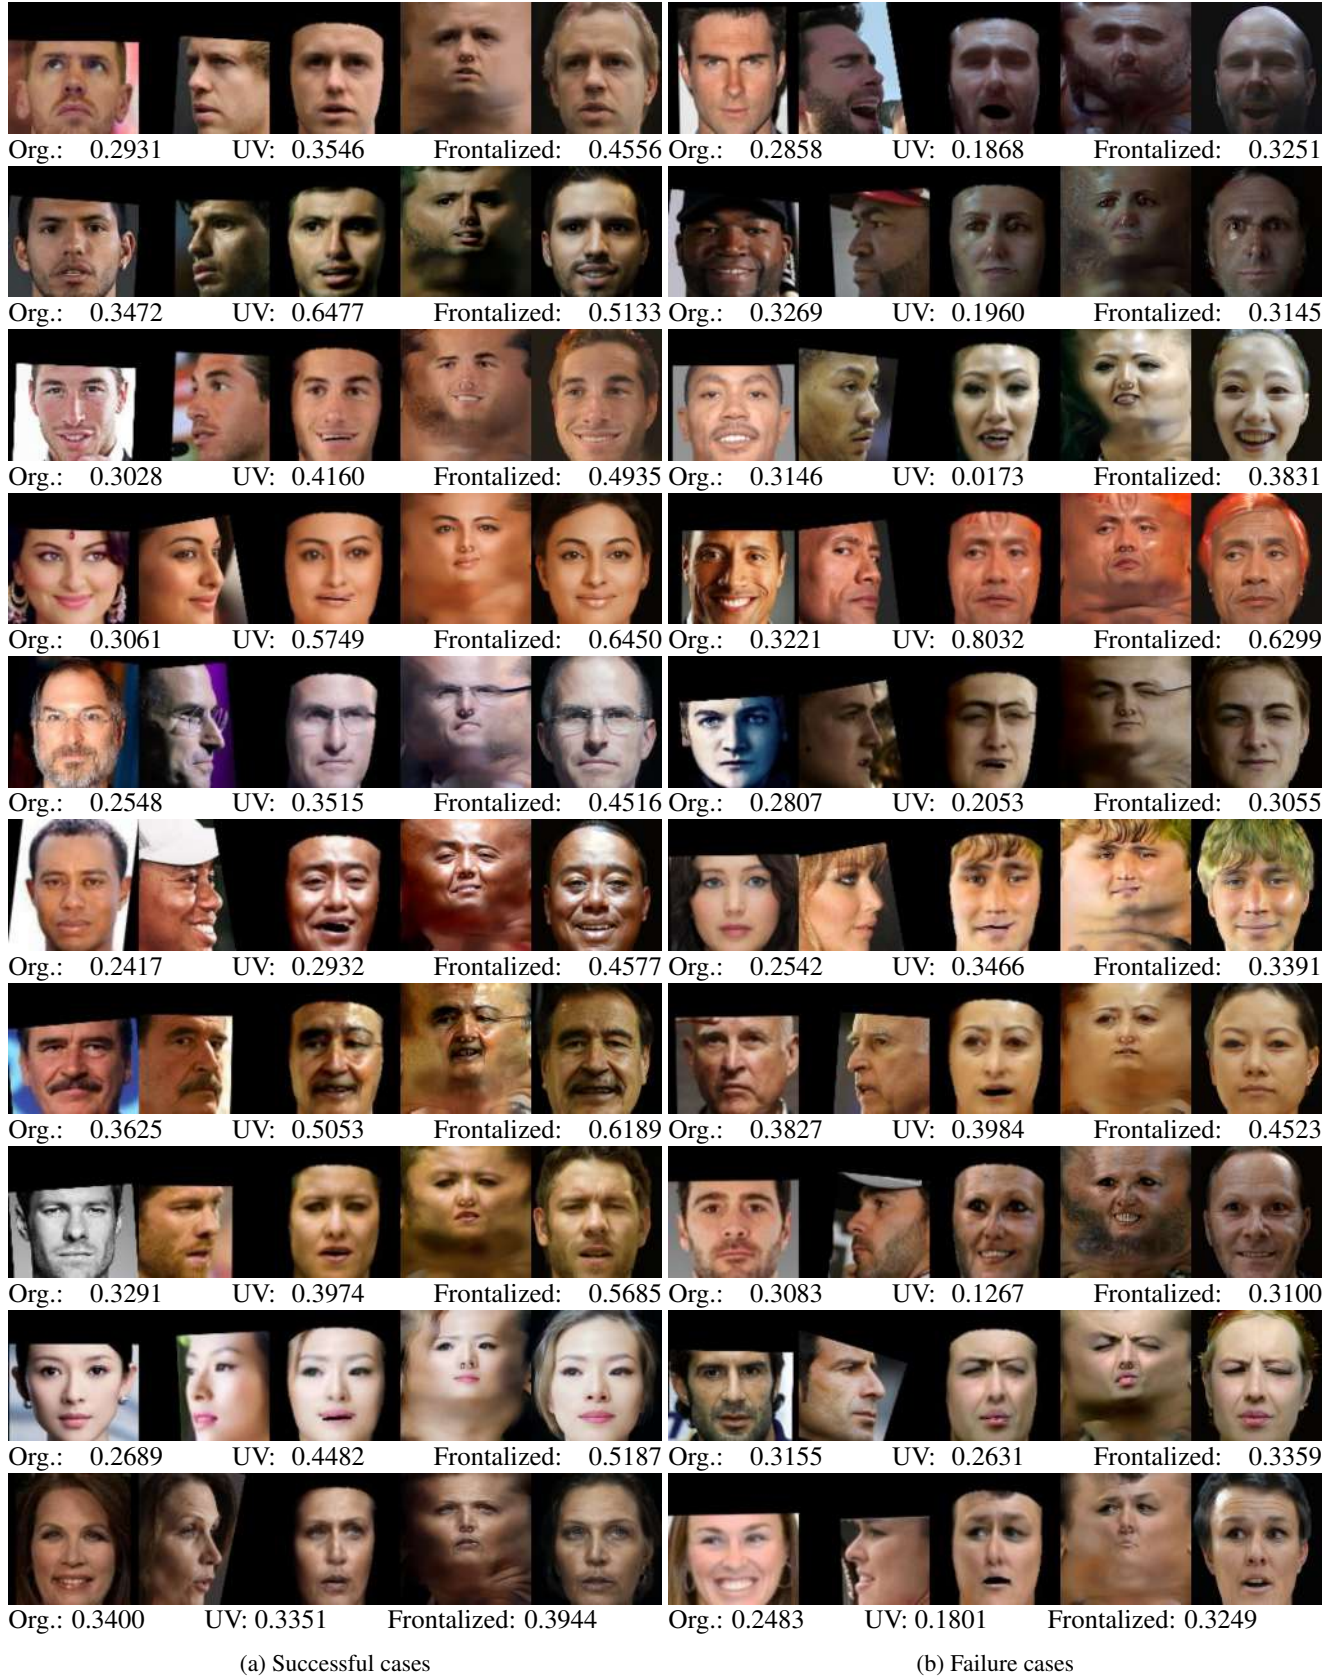 Org.: 0.2931 UV: 0.3546 Frontalized: 0.4556 Org.: 0.2858 UV: 0.1868 Frontalized: 0.3251
Org.: 0.3472 UV: 0.6477 Frontalized: 0.5133 Org.: 0.3269 UV: 0.1960 Frontalized: 0.3145
Org.: 0.3028 UV: 0.4160 Frontalized: 0.4935 Org.: 0.3146 UV: 0.0173 Frontalized: 0.3831
Org.: 0.3061 UV: 0.5749 Frontalized: 0.6450 Org.: 0.3221 UV: 0.8032 Frontalized: 0.6299
Org.: 0.2548 UV: 0.3515 Frontalized: 0.4516 Org.: 0.2807 UV: 0.2053 Frontalized: 0.3055
Org.: 0.2417 UV: 0.2932 Frontalized: 0.4577 Org.: 0.2542 UV: 0.3466 Frontalized: 0.3391
Org.: 0.3625 UV: 0.5053 Frontalized: 0.6189 Org.: 0.3827 UV: 0.3984 Frontalized: 0.4523
Org.: 0.3291 UV: 0.3974 Frontalized: 0.5685 Org.: 0.3083 UV: 0.1267 Frontalized: 0.3100
Org.: 0.2689 UV: 0.4482 Frontalized: 0.5187 Org.: 0.3155 UV: 0.2631 Frontalized: 0.3359
Org.: 0.3400 UV: 0.3351 Frontalized: 0.3944 Org.: 0.2483 UV: 0.1801 Frontalized: 0.3249
(a) Successful cases (b) Failure cases